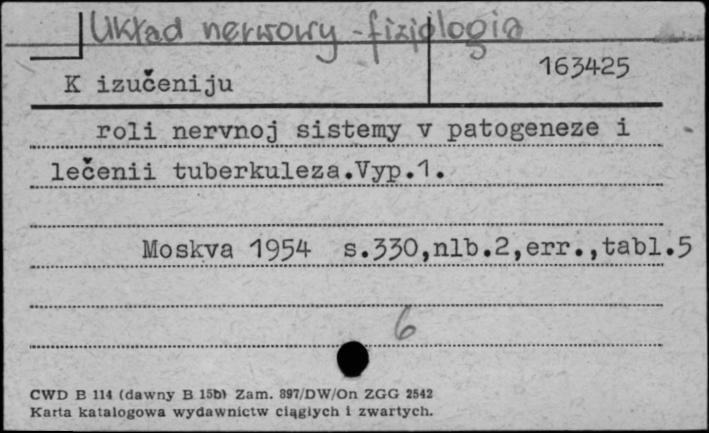 Układ nerwowy - fizjologia
163425
K izučeniju
roli nervnoj sistemy v patogeneze i
lečenii tuberkuleza.Vyp.1.
Moskva 1954 s.330,nlb.2,err.,tabl.5
6
CWD B 114 (dawny B 15b) Zam. 897/DW/On ZGG 2542
Karta katalogowa wydawnictw ciągłych i zwartych.